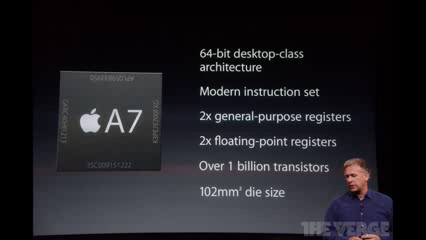 64-bit desktop-class
architecture
Modern instruction set
2x general-purpose registers
2x floating-point registers
Over 1 billion transistors
102mm² die size
A7
THE VERGE